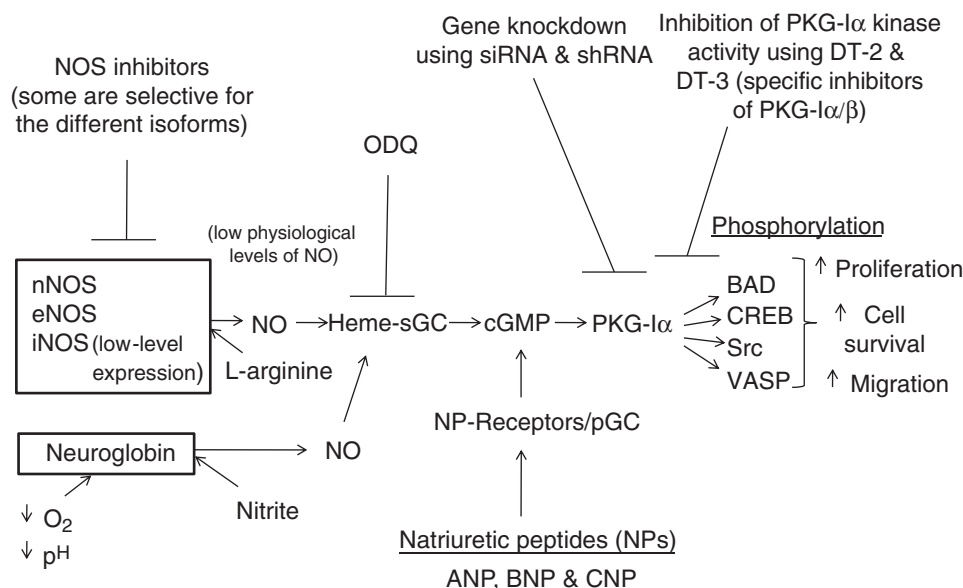 NOS inhibitors
(some are selective for
the different isoforms)
Gene knockdown
using siRNA & shRNA
Inhibition of PKG-Iα kinase
activity using DT-2 &
DT-3 (specific inhibitors
of PKG-Iα/β)
ODQ
(low physiological
levels of NO)
Phosphorylation
nNOS
eNOS
iNOS (low-level
expression)
L-arginine
NO
Heme-sGC
cGMP
PKG-Iα
BAD
CREB
Src
VASP
↑ Proliferation
↑ Cell
survival
↑ Migration
Neuroglobin
NO
Nitrite
↓ O₂
↓ pᴴ
NP-Receptors/pGC
Natriuretic peptides (NPs)
ANP, BNP & CNP